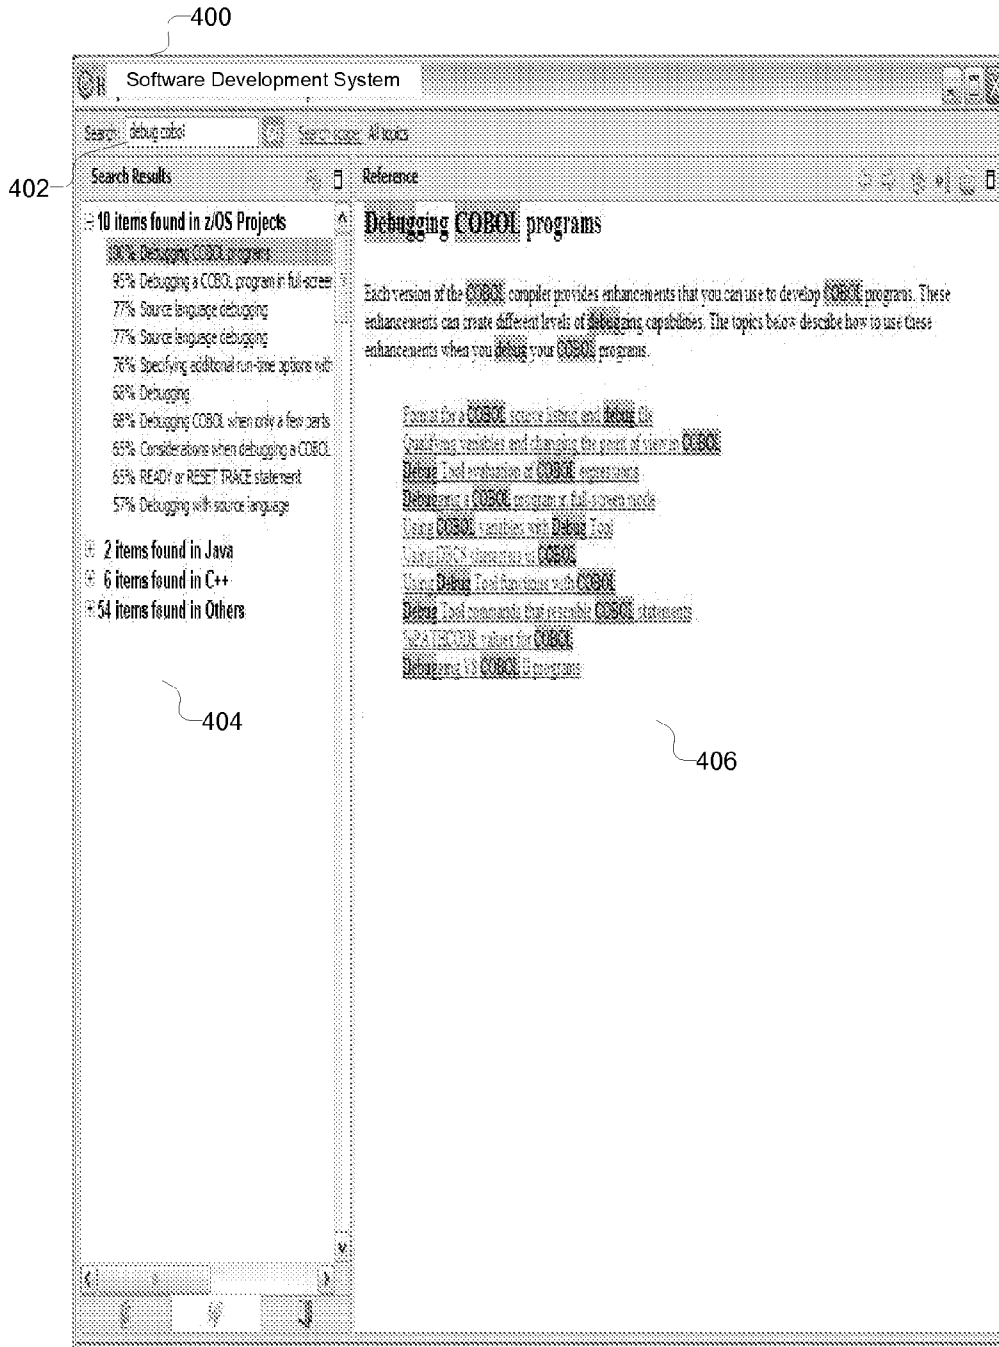 400
Software Development System
Search: debug cobol Search scope: All topics
402
Search Results
Reference
10 items found in z/OS Projects
100% Debugging COBOL programs
95% Debugging a COBOL program in full-screen
77% Source language debugging
77% Source language debugging
76% Specifying additional run-time options with
68% Debugging
68% Debugging COBOL when only a few parts
65% Considerations when debugging a COBOL
65% READY or RESET TRACE statement
57% Debugging with source language
2 items found in Java
6 items found in C++
54 items found in Others
404
Debugging COBOL programs
Each version of the COBOL compiler provides enhancements that you can use to develop COBOL programs. These
enhancements can create different levels of debugging capabilities. The topics below describe how to use these
enhancements when you debug your COBOL programs.
Format for a COBOL source listing and debug file
Qualifying variables and changing the point of view in COBOL
Debug Tool evaluation of COBOL expressions
Debugging a COBOL program in full-screen mode
Using COBOL variables with Debug Tool
Using DBCS characters in COBOL
Using Debug Tool functions with COBOL
Debug Tool commands that resemble COBOL statements
%PATHCODE values for COBOL
Debugging VS COBOL II programs
406